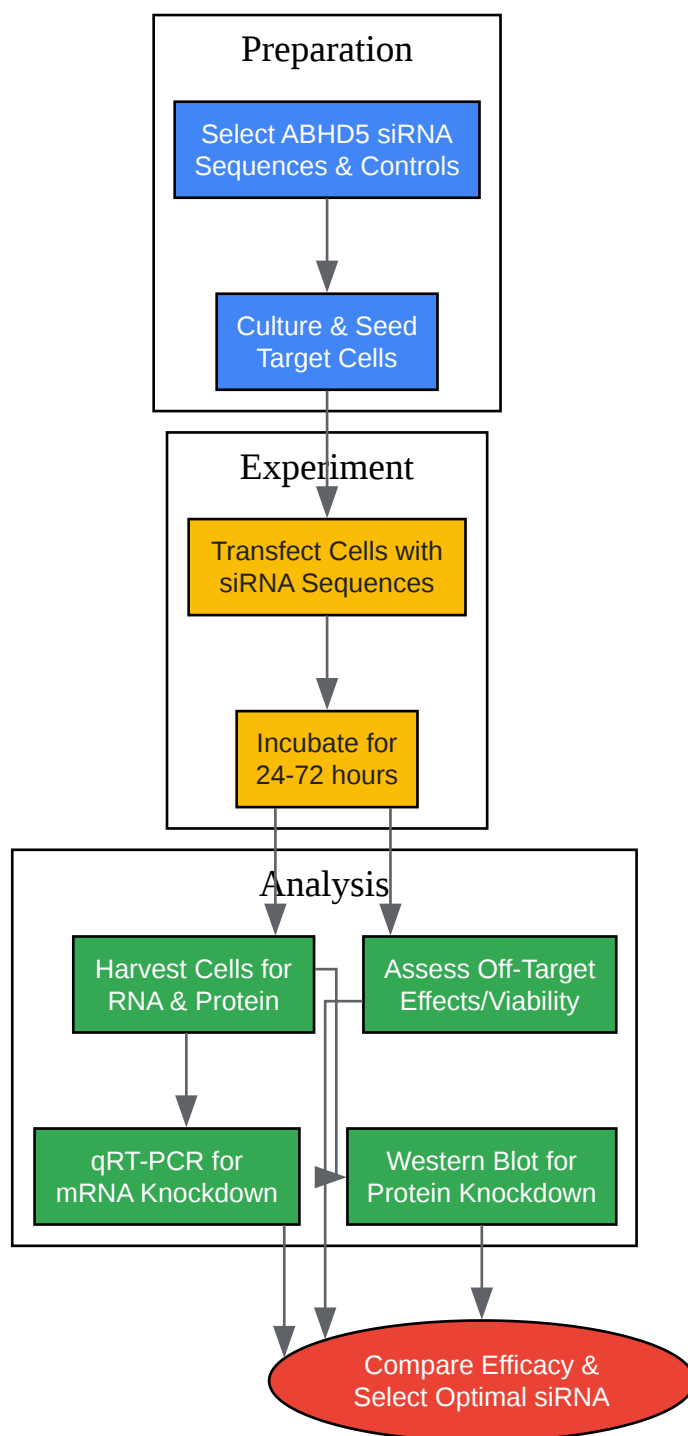 Preparation
Select ABHD5 siRNA
Sequences & Controls
Culture & Seed
Target Cells
Experiment
Transfect Cells with
siRNA Sequences
Incubate for
24-72 hours
Analysis
Harvest Cells for
RNA & Protein
Assess Off-Target
Effects/Viability
qRT-PCR for
mRNA Knockdown
Western Blot for
Protein Knockdown
Compare Efficacy &
Select Optimal siRNA